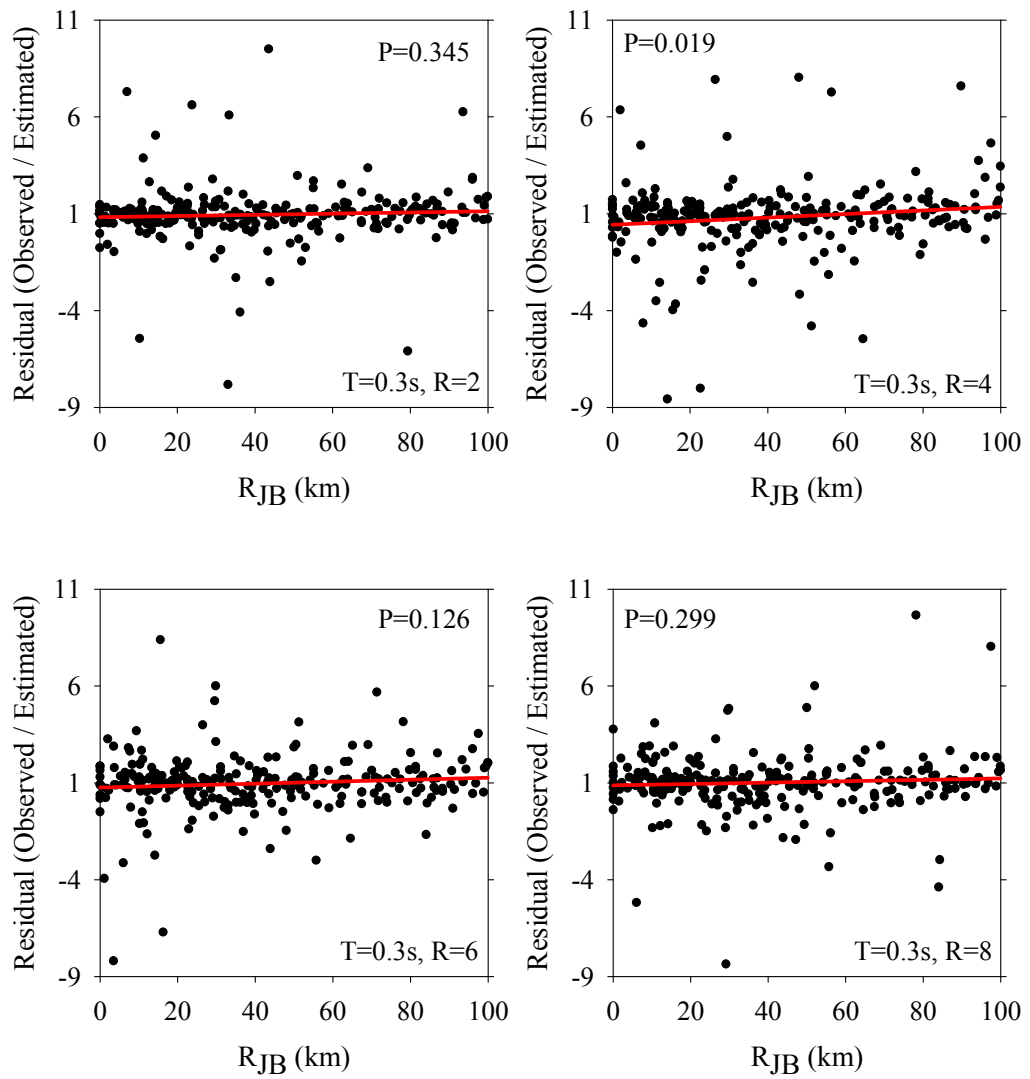 11
6
1
-4
-9
Residual (Observed / Estimated)
P=0.345
T=0.3s, R=2
0 20 40 60 80 100
RJB (km)
11
6
1
-4
-9
Residual (Observed / Estimated)
P=0.019
T=0.3s, R=4
0 20 40 60 80 100
RJB (km)
11
6
1
-4
-9
Residual (Observed / Estimated)
P=0.126
T=0.3s, R=6
0 20 40 60 80 100
RJB (km)
11
6
1
-4
-9
Residual (Observed / Estimated)
P=0.299
T=0.3s, R=8
0 20 40 60 80 100
RJB (km)